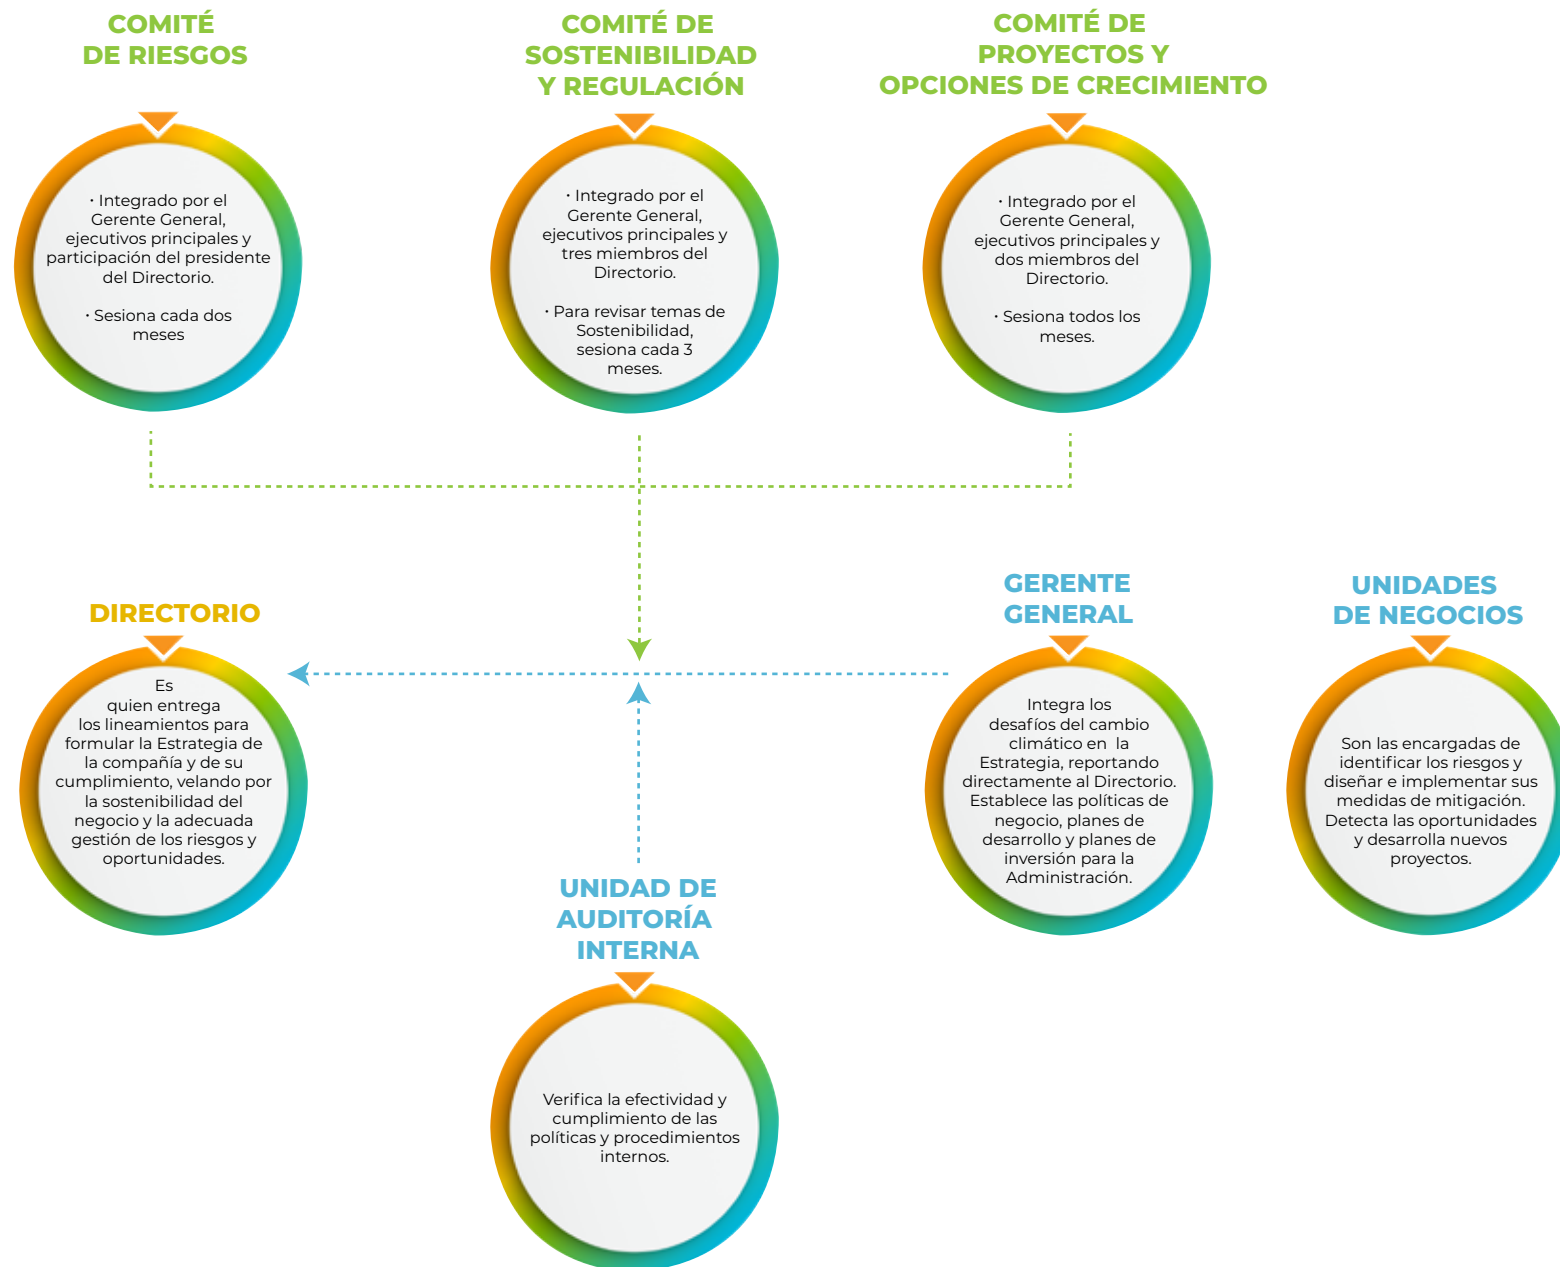 COMITÉ
DE RIESGOS
· Integrado por el
Gerente General,
ejecutivos principales y
participación del presidente
del Directorio.
· Sesiona cada dos
meses
COMITÉ DE
SOSTENIBILIDAD
Y REGULACIÓN
· Integrado por el
Gerente General,
ejecutivos principales y
tres miembros del
Directorio.
· Para revisar temas de
Sostenibilidad,
sesiona cada 3
meses.
COMITÉ DE
PROYECTOS Y
OPCIONES DE CRECIMIENTO
· Integrado por el
Gerente General,
ejecutivos principales y
dos miembros del
Directorio.
· Sesiona todos los
meses.
DIRECTORIO
Es
quien entrega
los lineamientos para
formular la Estrategia de
la compañía y de su
cumplimiento, velando por
la sostenibilidad del
negocio y la adecuada
gestión de los riesgos y
oportunidades.
GERENTE
GENERAL
Integra los
desafíos del cambio
climático en la
Estrategia, reportando
directamente al Directorio.
Establece las políticas de
negocio, planes de
desarrollo y planes de
inversión para la
Administración.
UNIDADES
DE NEGOCIOS
Son las encargadas de
identificar los riesgos y
diseñar e implementar sus
medidas de mitigación.
Detecta las oportunidades
y desarrolla nuevos
proyectos.
UNIDAD DE
AUDITORÍA
INTERNA
Verifica la efectividad y
cumplimiento de las
políticas y procedimientos
internos.